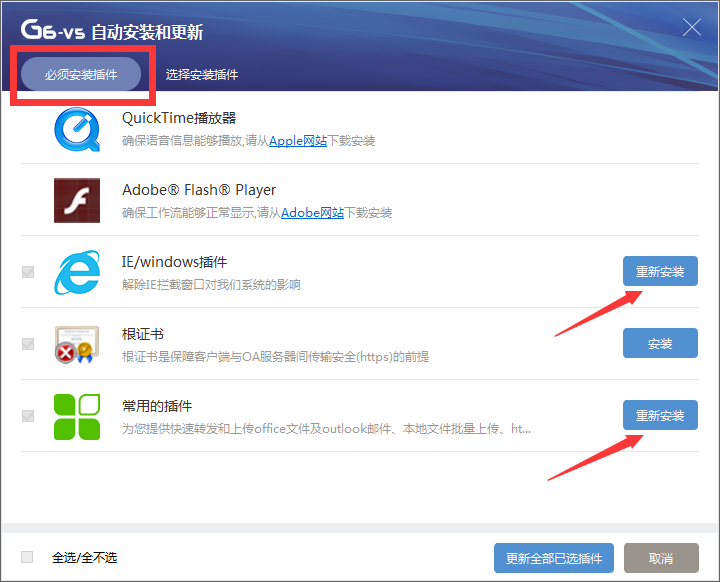 G6-V5 自动安装和更新
必须安装插件
选择安装插件
QuickTime播放器
确保语音信息能够播放,请从Apple网站下载安装
Adobe® Flash® Player
确保工作流能够正常显示,请从Adobe网站下载安装
IE/windows插件
解除IE拦截窗口对我们系统的影响
重新安装
根证书
根证书是保障客户端与OA服务器间传输安全(https)的前提
安装
常用的插件
为您提供快速转发和上传office文件及outlook邮件、本地文件批量上传、ht...
重新安装
全选/全不选
更新全部已选插件
取消